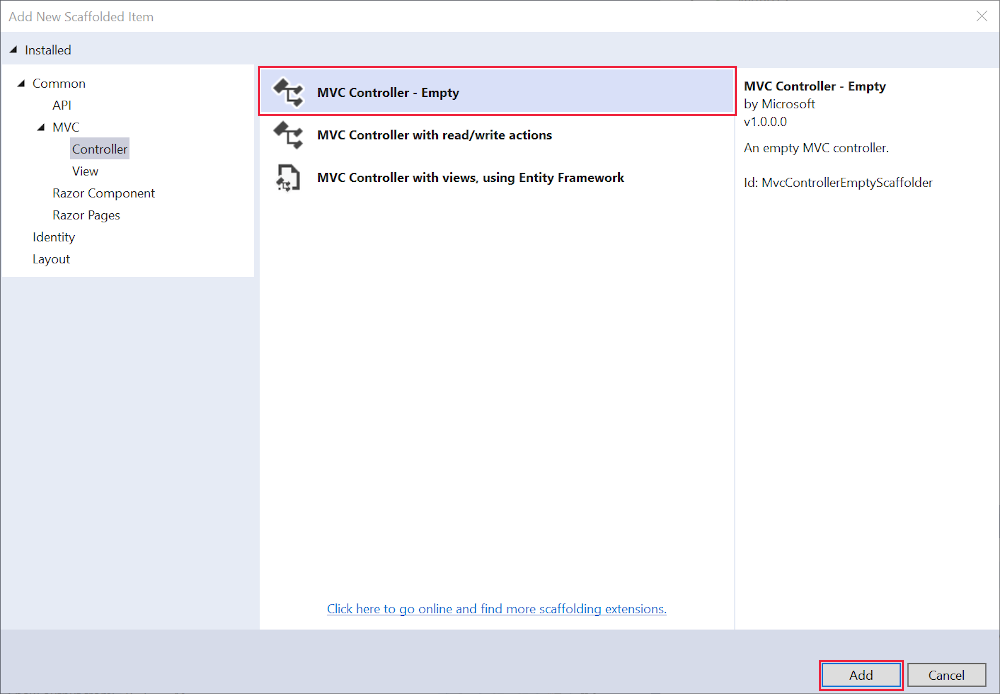 Add New Scaffolded Item
Installed
Common
API
MVC
Controller
View
Razor Component
Razor Pages
Identity
Layout
MVC Controller - Empty
MVC Controller with read/write actions
MVC Controller with views, using Entity Framework
Click here to go online and find more scaffolding extensions.
MVC Controller - Empty
by Microsoft
v1.0.0.0
An empty MVC controller.
Id: MvcControllerEmptyScaffolder
Add
Cancel